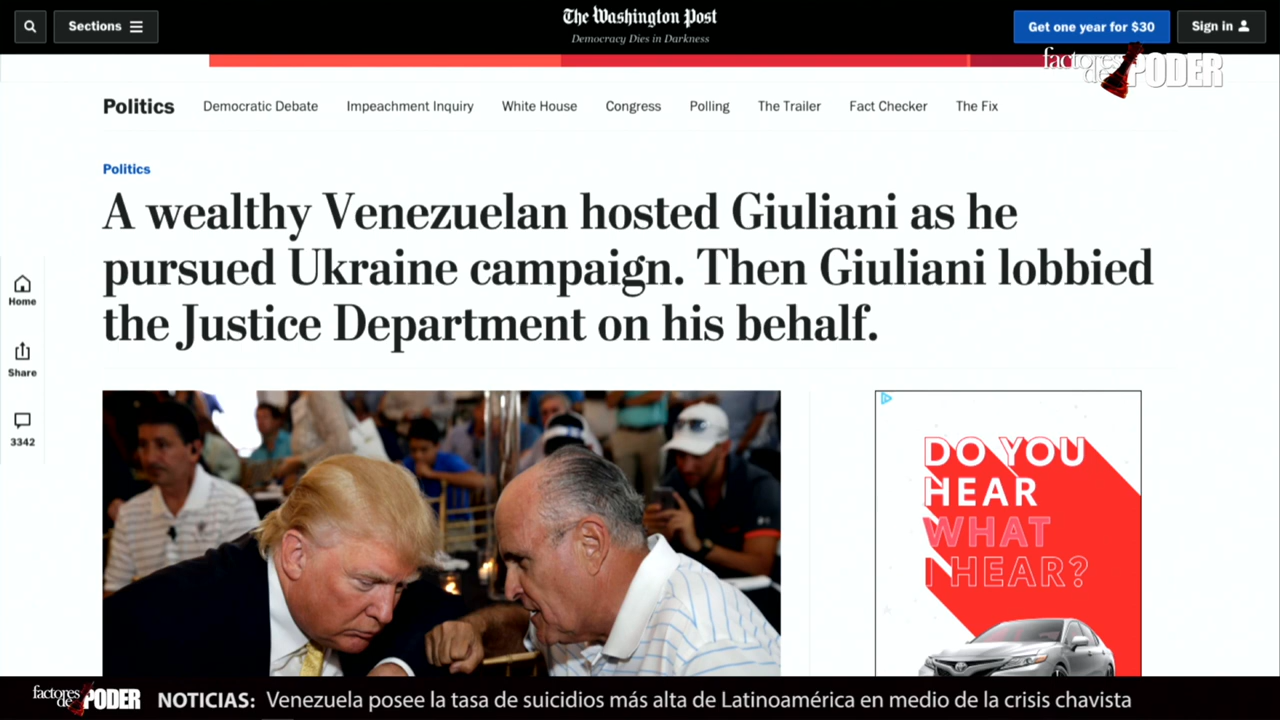 Sections
The Washington Post
Democracy Dies in Darkness
Get one year for $30
Sign in
factores
de PODER
Politics
Democratic Debate
Impeachment Inquiry
White House
Congress
Polling
The Trailer
Fact Checker
The Fix
Politics
A wealthy Venezuelan hosted Giuliani as he
pursued Ukraine campaign. Then Giuliani lobbied
the Justice Department on his behalf.
Home
Share
3342
DO YOU
HEAR
WHAT
I HEAR?
factores
de PODER
NOTICIAS: Venezuela posee la tasa de suicidios más alta de Latinoamérica en medio de la crisis chavista